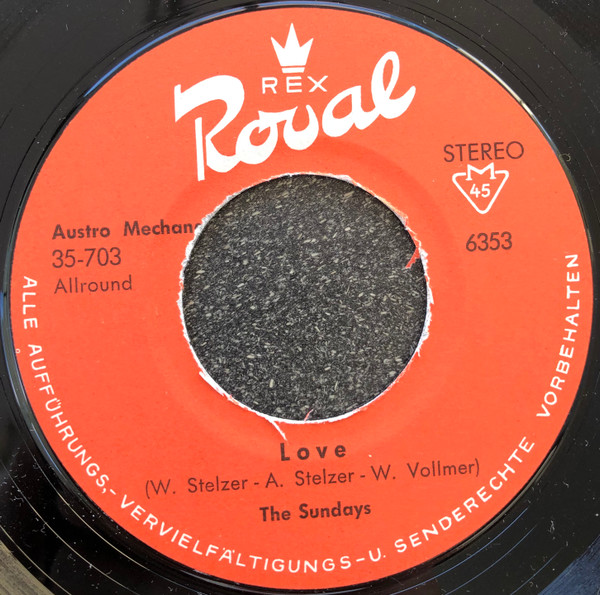 REX
Royal
STEREO
M
45
Austro Mechan
35-703
6353
Allround
Love
(W. Stelzer - A. Stelzer - W. Vollmer)
The Sundays
ALLE AUFFÜHRUNGS,- VERVIELFÄLTIGUNGS-U. SENDERECHTE VORBEHALTEN